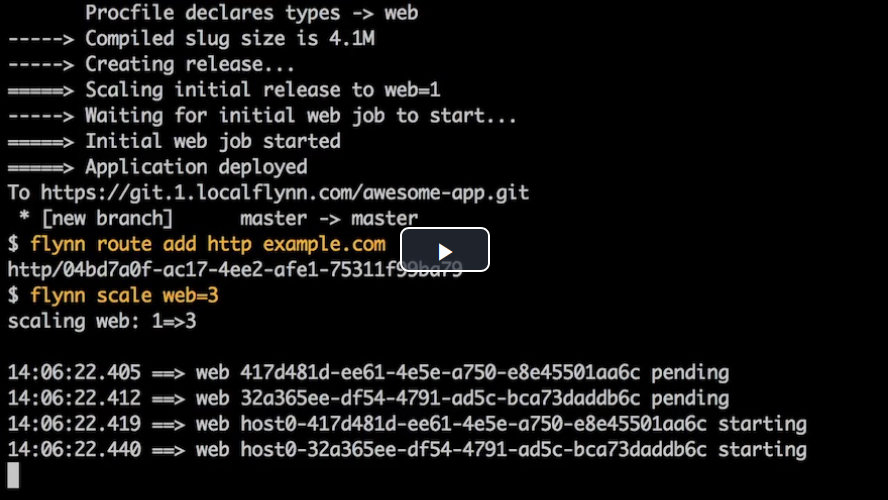 Procfile declares types -> web
-----> Compiled slug size is 4.1M
-----> Creating release...
=====> Scaling initial release to web=1
-----> Waiting for initial web job to start...
=====> Initial web job started
=====> Application deployed
To https://git.1.localflynn.com/awesome-app.git
 * [new branch]      master -> master
$ flynn route add http example.com
http/04bd7a0f-ac17-4ee2-afe1-75311f99ba79
$ flynn scale web=3
scaling web: 1=>3
14:06:22.405 ==> web 417d481d-ee61-4e5e-a750-e8e45501aa6c pending
14:06:22.412 ==> web 32a365ee-df54-4791-ad5c-bca73daddb6c pending
14:06:22.419 ==> web host0-417d481d-ee61-4e5e-a750-e8e45501aa6c starting
14:06:22.440 ==> web host0-32a365ee-df54-4791-ad5c-bca73daddb6c starting